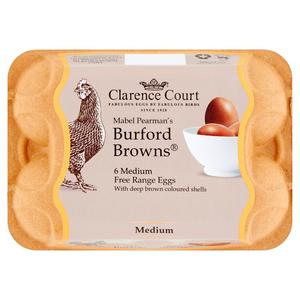 Clarence Court
FABULOUS EGGS BY FABULOUS BIRDS
SINCE 1928
Mabel Pearman's
Burford
Browns®
6 Medium
Free Range Eggs
With deep brown coloured shells
Medium